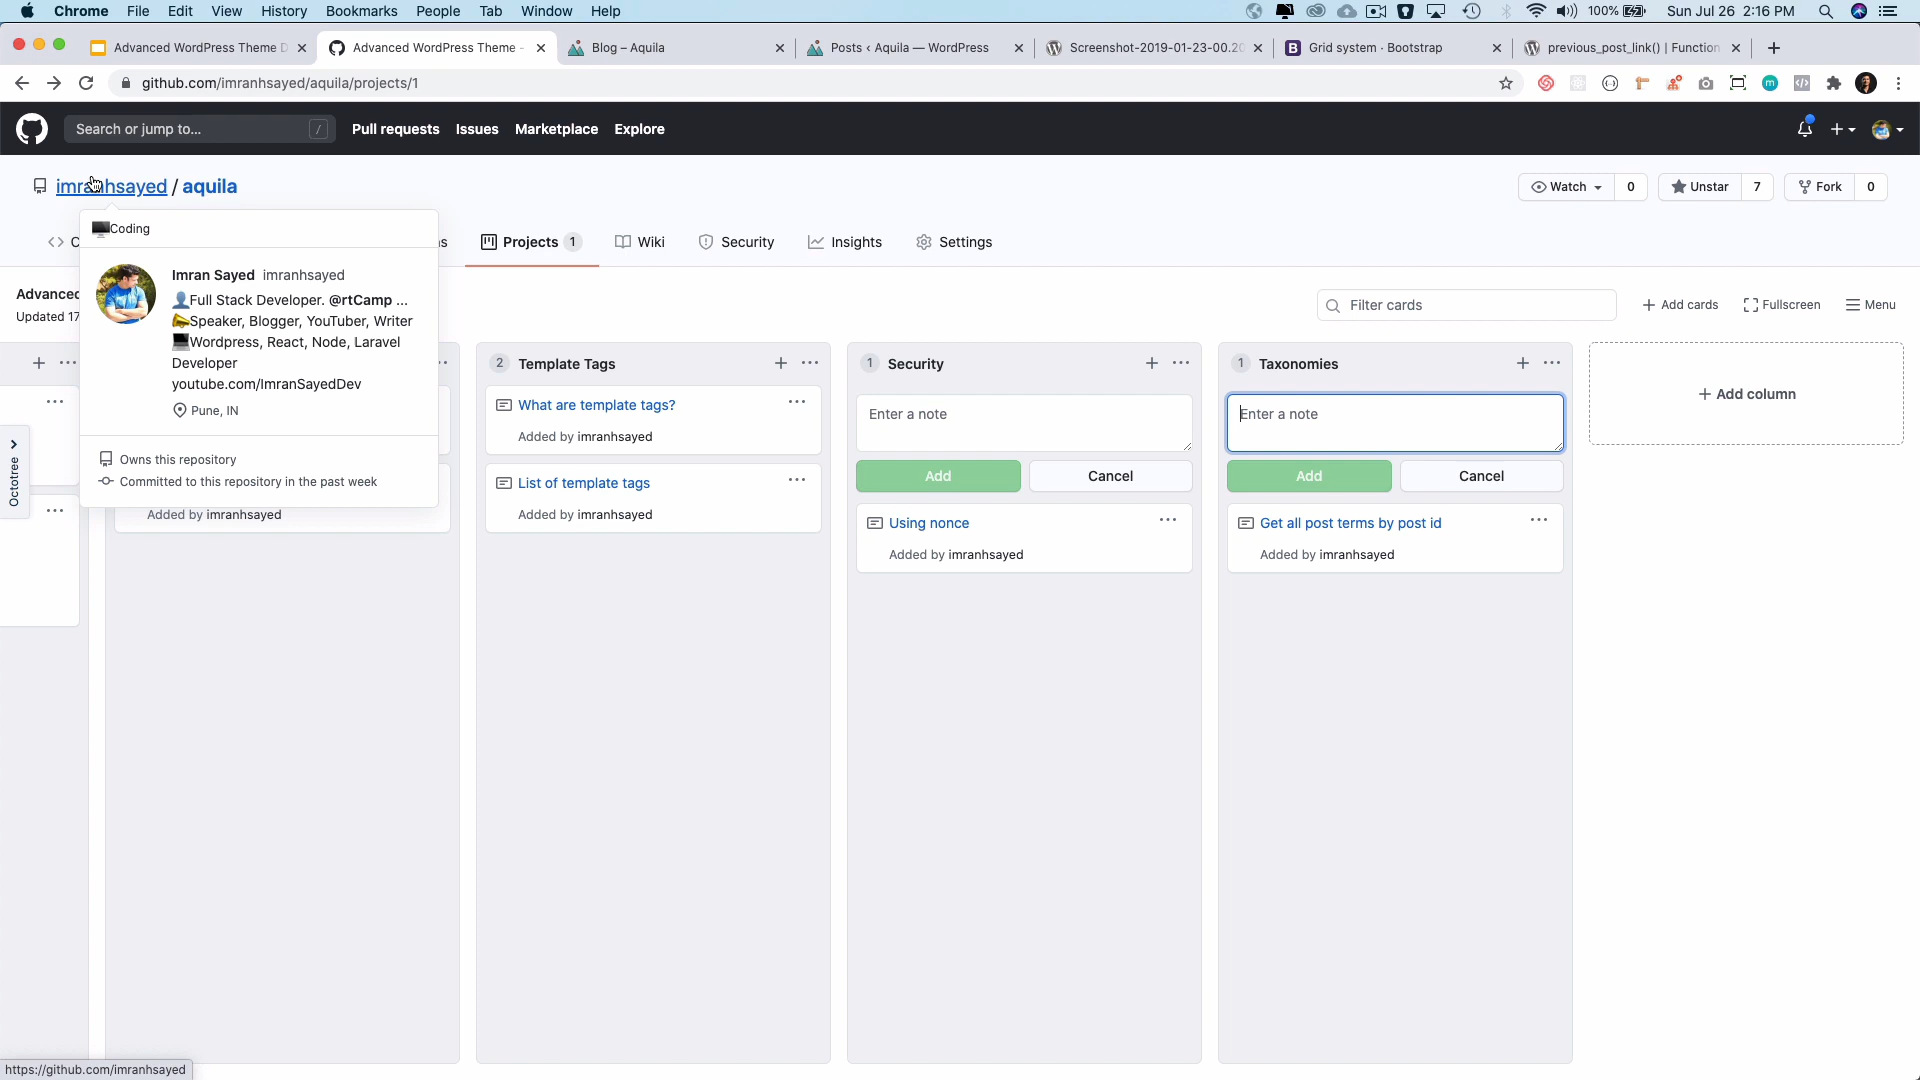 Chrome File Edit View History Bookmarks People Tab Window Help 100% Sun Jul 26 2:16 PM
Advanced WordPress Theme D Advanced WordPress Theme - Blog – Aquila Posts ‹ Aquila — WordPress Screenshot-2019-01-23-00.20 Grid system · Bootstrap previous_post_link() | Function
github.com/imranhsayed/aquila/projects/1
Search or jump to... / Pull requests Issues Marketplace Explore
imranhsayed / aquila Watch 0 Unstar 7 Fork 0
Coding
Projects 1 Wiki Security Insights Settings
Imran Sayed imranhsayed
Full Stack Developer. @rtCamp ...
Speaker, Blogger, YouTuber, Writer
Wordpress, React, Node, Laravel
Developer
youtube.com/ImranSayedDev
Pune, IN
Owns this repository
Committed to this repository in the past week
Advanced
Updated 17
Filter cards Add cards Fullscreen Menu
Octotree
Added by imranhsayed
2 Template Tags
What are template tags?
Added by imranhsayed
List of template tags
Added by imranhsayed
1 Security
Enter a note
Add Cancel
Using nonce
Added by imranhsayed
1 Taxonomies
Enter a note
Add Cancel
Get all post terms by post id
Added by imranhsayed
+ Add column
https://github.com/imranhsayed